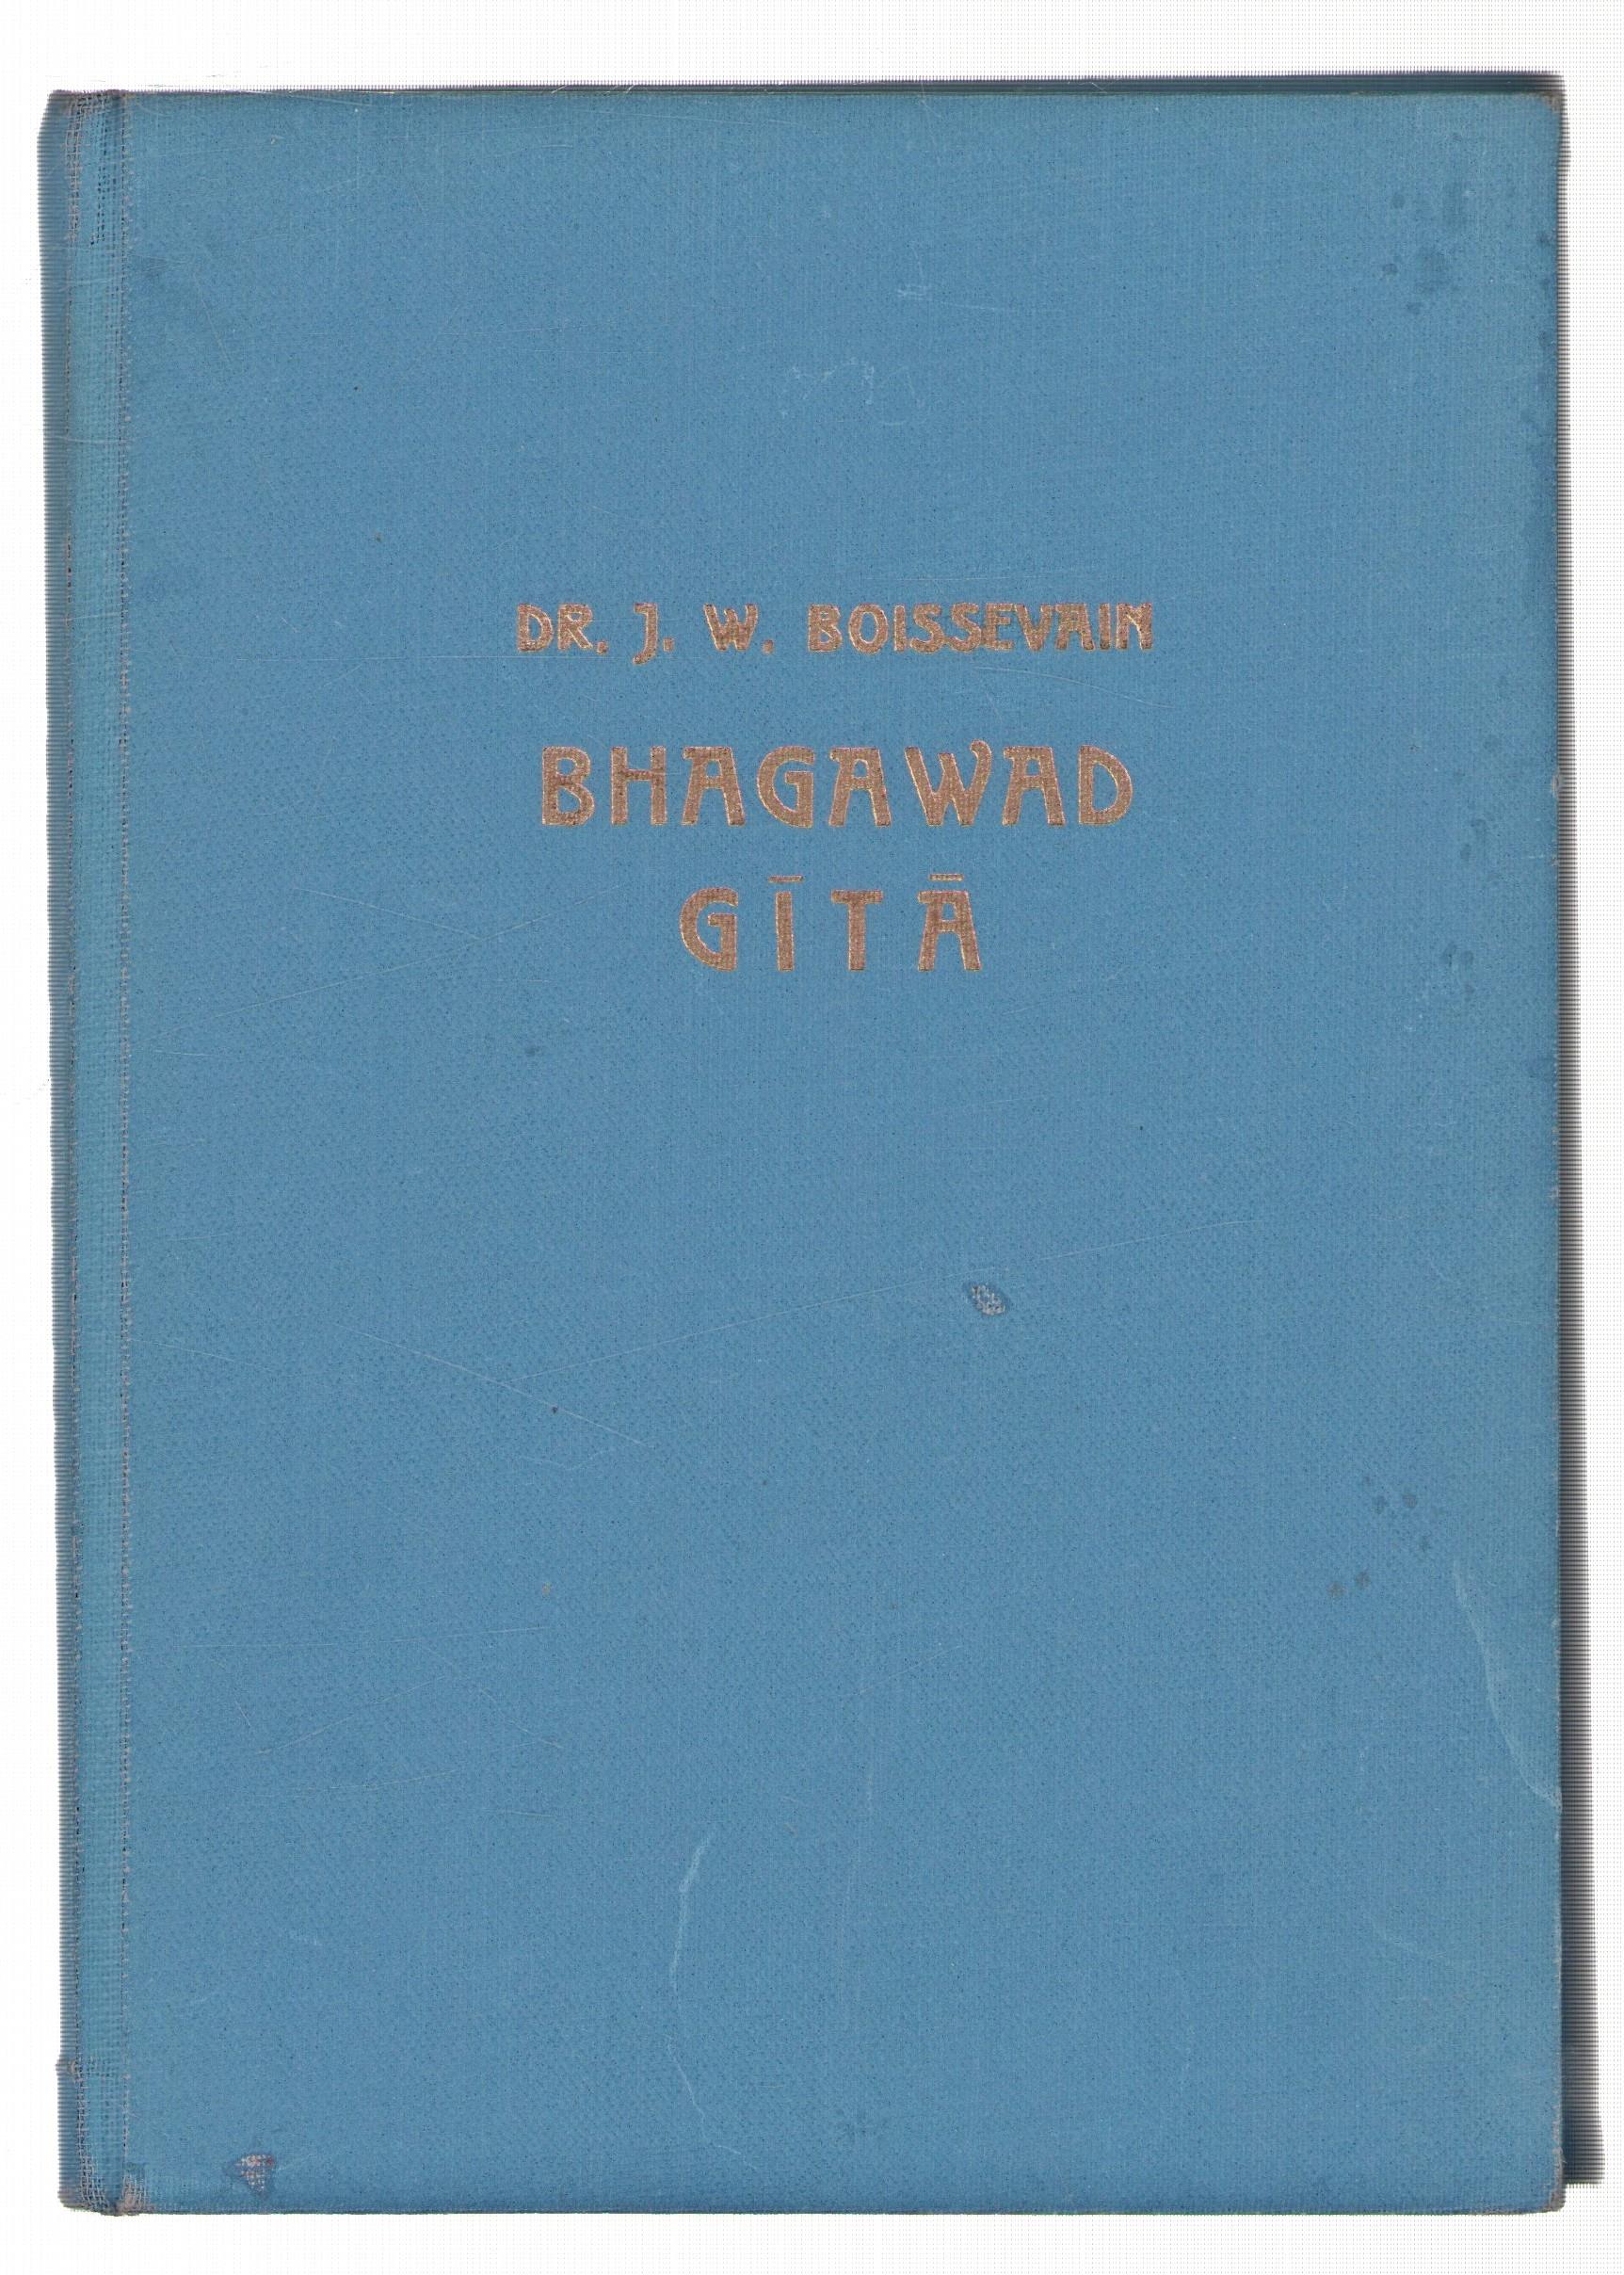 DR. J. W. BOISSEVAIN
BHAGAWAD
GĪTĀ